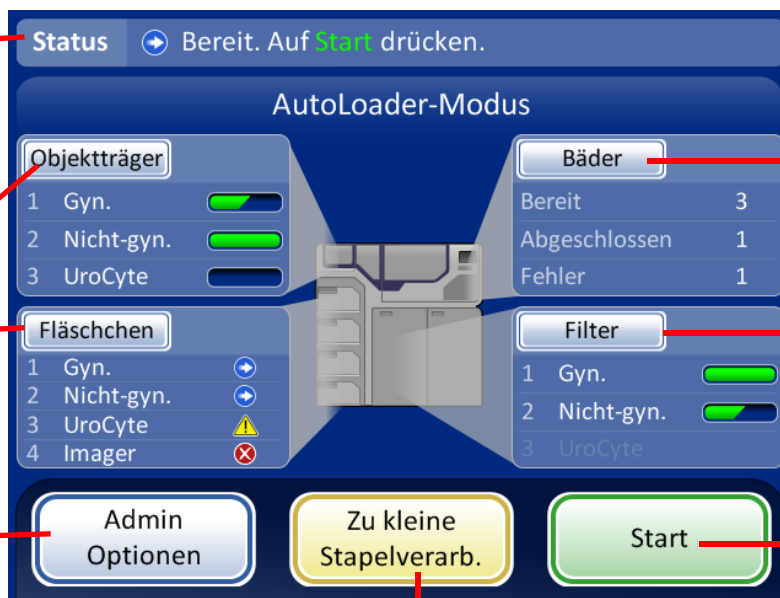 Status Bereit. Auf Start drücken.
AutoLoader-Modus
Objektträger
1 Gyn.
2 Nicht-gyn.
3 UroCyte
Bäder
Bereit 3
Abgeschlossen 1
Fehler 1
Fläschchen
1 Gyn.
2 Nicht-gyn.
3 UroCyte
4 Imager
Filter
1 Gyn.
2 Nicht-gyn.
3 UroCyte
Admin
Optionen
Zu kleine
Stapelverarb.
Start